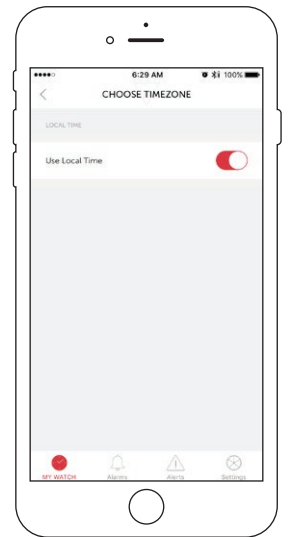 6:29 AM 100%
CHOOSE TIMEZONE
LOCAL TIME
Use Local Time
MY WATCH Alarms Alerts Settings